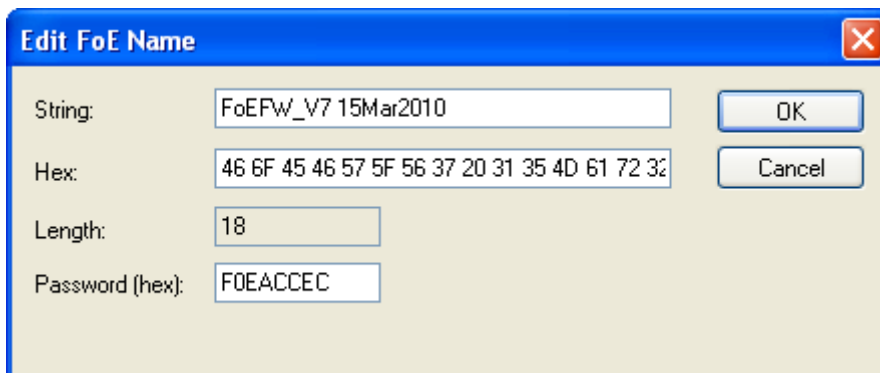 Edit FoE Name
String: FoEFW_V7 15Mar2010 OK
Hex: 46 6F 45 46 57 5F 56 37 20 31 35 4D 61 72 32 Cancel
Length: 18
Password (hex): F0EACCEC